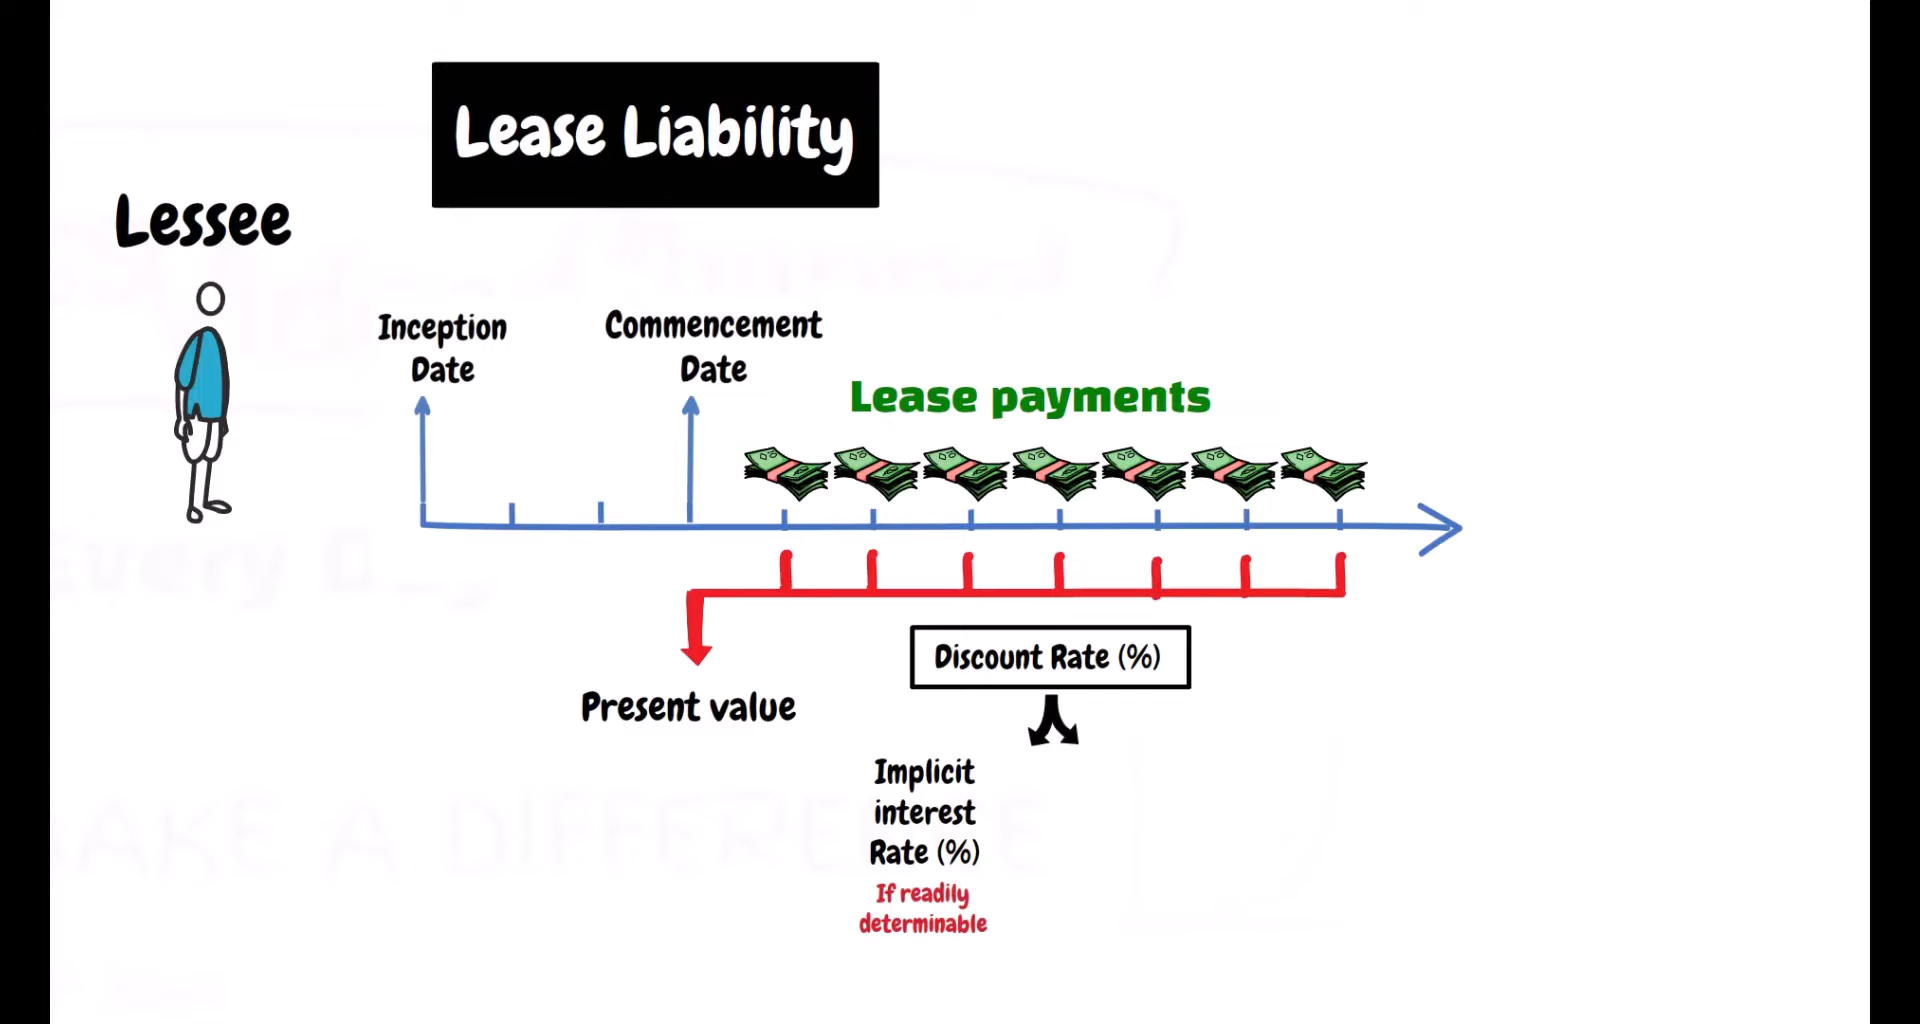 Lease Liability
Lessee
Inception
Date
Commencement
Date
Lease payments
Discount Rate (%)
Present value
Implicit
interest
Rate (%)
If readily
determinable